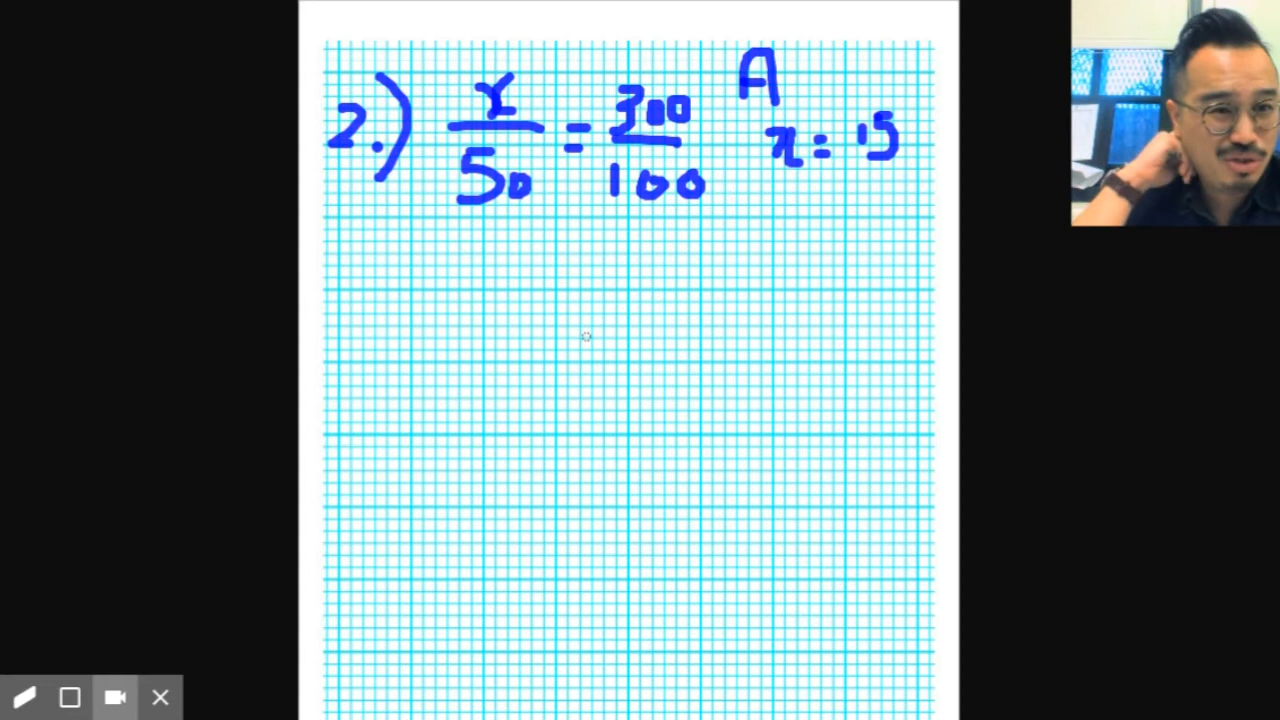 2.) x/50 = 300/100 A
x = 15